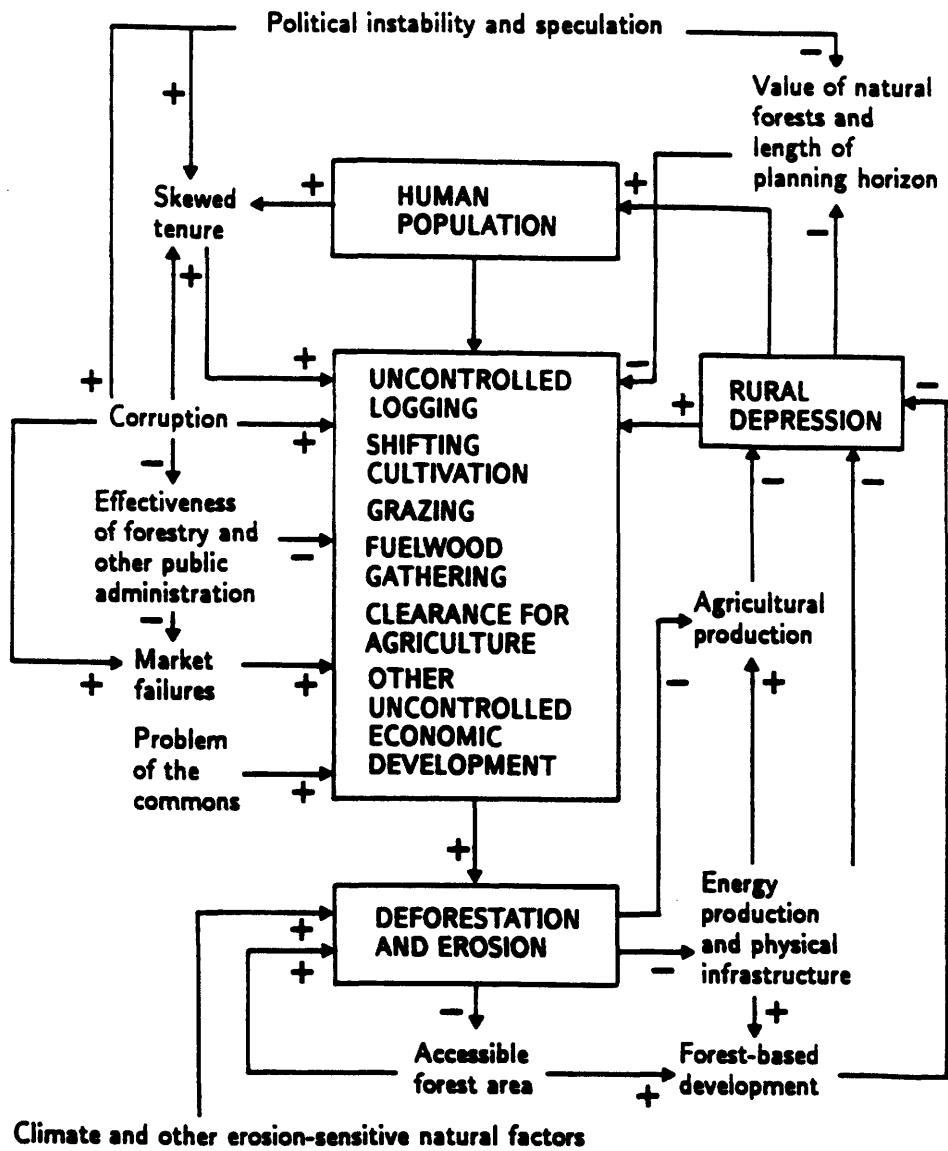 Political instability and speculation
Value of natural
forests and
length of
planning horizon
−
+
Skewed
tenure
+
HUMAN
POPULATION
+
−
+
+
−
UNCONTROLLED
LOGGING
SHIFTING
CULTIVATION
GRAZING
FUELWOOD
GATHERING
CLEARANCE FOR
AGRICULTURE
OTHER
UNCONTROLLED
ECONOMIC
DEVELOPMENT
+
RURAL
DEPRESSION
−
+
Corruption
+
−
−
−
Effectiveness
of forestry and
other public
administration
−
−
Market
failures
+
+
Problem
of the
commons
+
Agricultural
production
−
+
+
DEFORESTATION
AND EROSION
+
+
−
−
Energy
production
and physical
infrastructure
+
Accessible
forest area
+
Forest-based
development
Climate and other erosion-sensitive natural factors